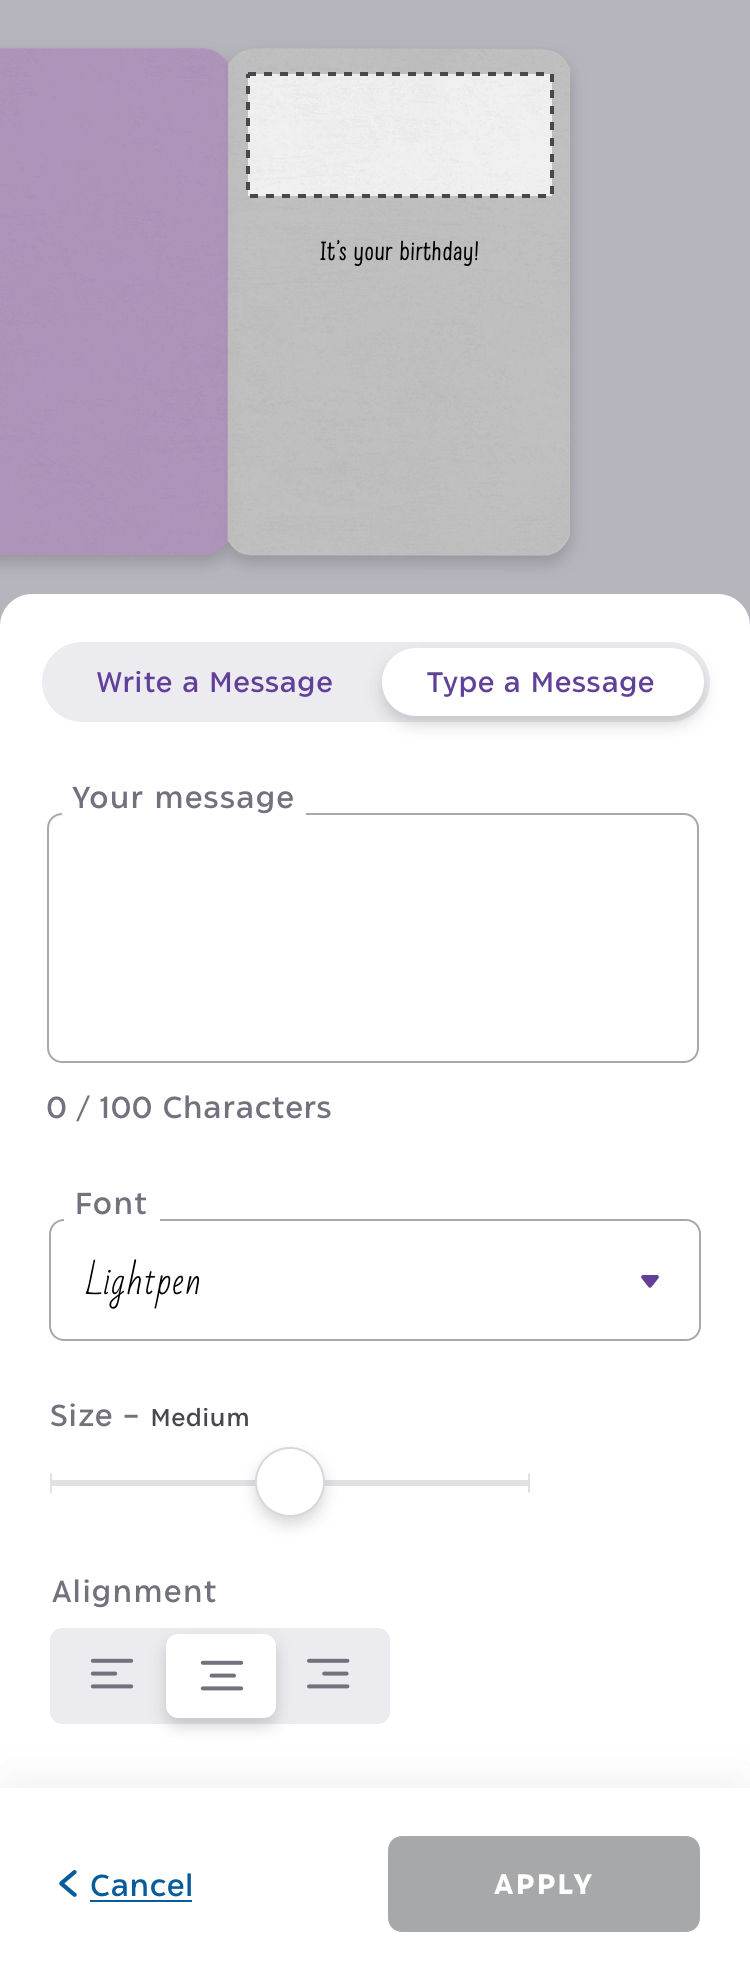 It's your birthday!
Write a Message
Type a Message
Your message
0 / 100 Characters
Font
Lightpen
Size – Medium
Alignment
Cancel
APPLY